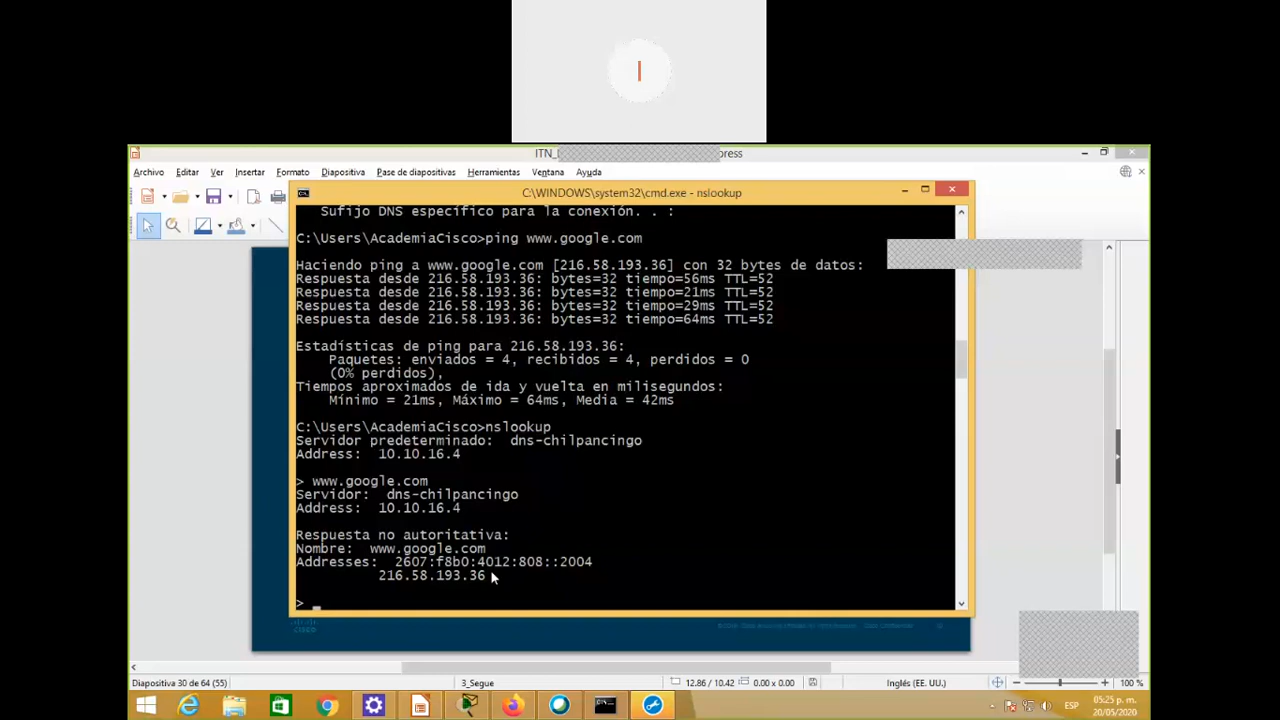 ITN_ press
Archivo Editar Ver Insertar Formato Diapositiva Pase de diapositivas Herramientas Ventana Ayuda
C:\WINDOWS\system32\cmd.exe - nslookup
Sufijo DNS específico para la conexión. . :
C:\Users\AcademiaCisco>ping www.google.com
Haciendo ping a www.google.com [216.58.193.36] con 32 bytes de datos:
Respuesta desde 216.58.193.36: bytes=32 tiempo=56ms TTL=52
Respuesta desde 216.58.193.36: bytes=32 tiempo=21ms TTL=52
Respuesta desde 216.58.193.36: bytes=32 tiempo=29ms TTL=52
Respuesta desde 216.58.193.36: bytes=32 tiempo=64ms TTL=52
Estadísticas de ping para 216.58.193.36:
Paquetes: enviados = 4, recibidos = 4, perdidos = 0
(0% perdidos),
Tiempos aproximados de ida y vuelta en milisegundos:
Mínimo = 21ms, Máximo = 64ms, Media = 42ms
C:\Users\AcademiaCisco>nslookup
Servidor predeterminado: dns-chilpancingo
Address: 10.10.16.4
> www.google.com
Servidor: dns-chilpancingo
Address: 10.10.16.4
Respuesta no autoritativa:
Nombre: www.google.com
Addresses: 2607:f8b0:4012:808::2004
216.58.193.36
>
CISCO
Diapositiva 30 de 64 (55) 3_Segue 12.86 / 10.42 0.00 x 0.00 Inglés (EE. UU.) 100 %
ESP 05:25 p. m.
20/05/2020